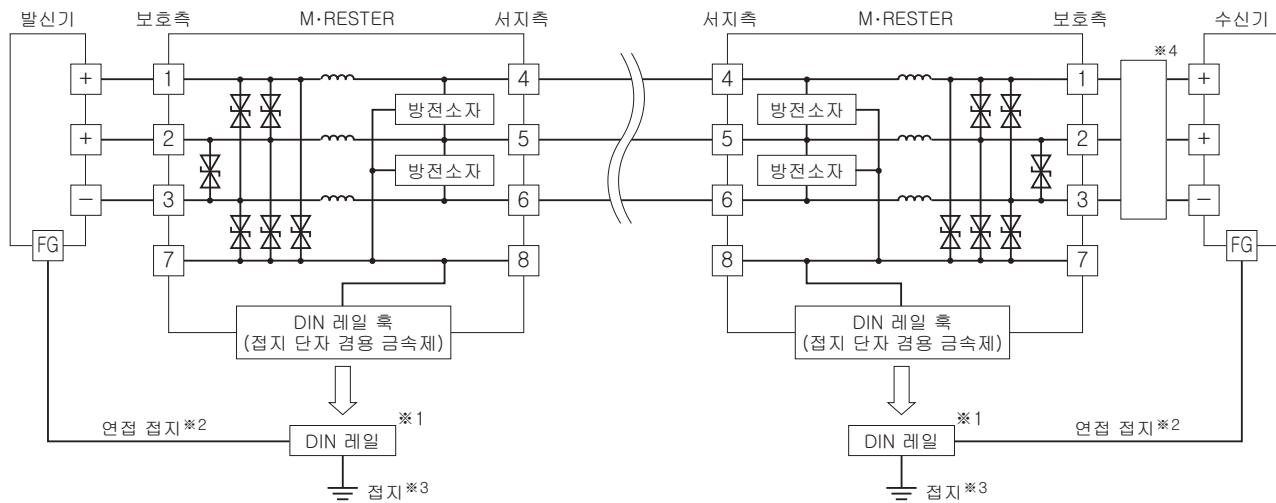 발신기 보호측 M·RESTER 서지측 서지측 M·RESTER 보호측 수신기
※4
+ 1 4 4 1 +
방전소자 방전소자
+ 2 5 5 2 +
방전소자 방전소자
− 3 6 6 3 −
FG 7 8 8 7 FG
DIN 레일 훅 DIN 레일 훅
(접지 단자 겸용 금속제) (접지 단자 겸용 금속제)
※1 ※1
연접 접지※2 DIN 레일 DIN 레일 연접 접지※2
접지※3 접지※3